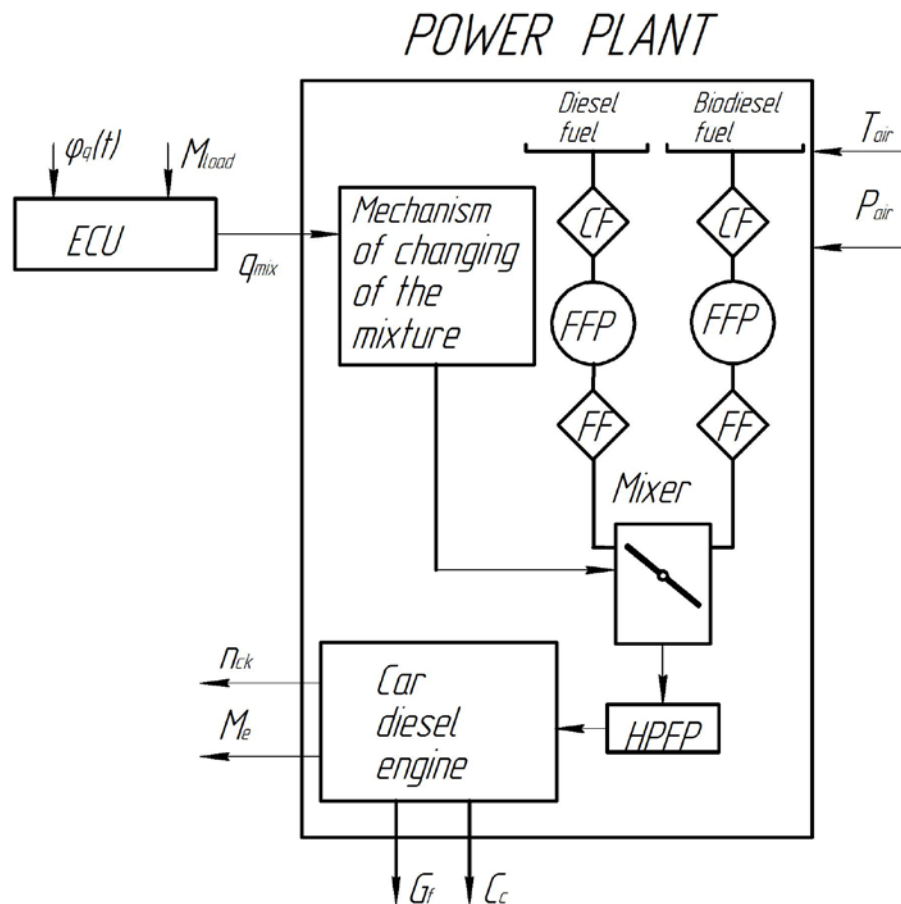 POWER PLANT
Diesel
fuel
Biodiesel
fuel
φq(t)
Mload
Tair
Pair
ECU
qmix
Mechanism
of changing
of the
mixture
CF
CF
FFP
FFP
FF
FF
Mixer
nck
Me
Car
diesel
engine
HPFP
Gf
Cc